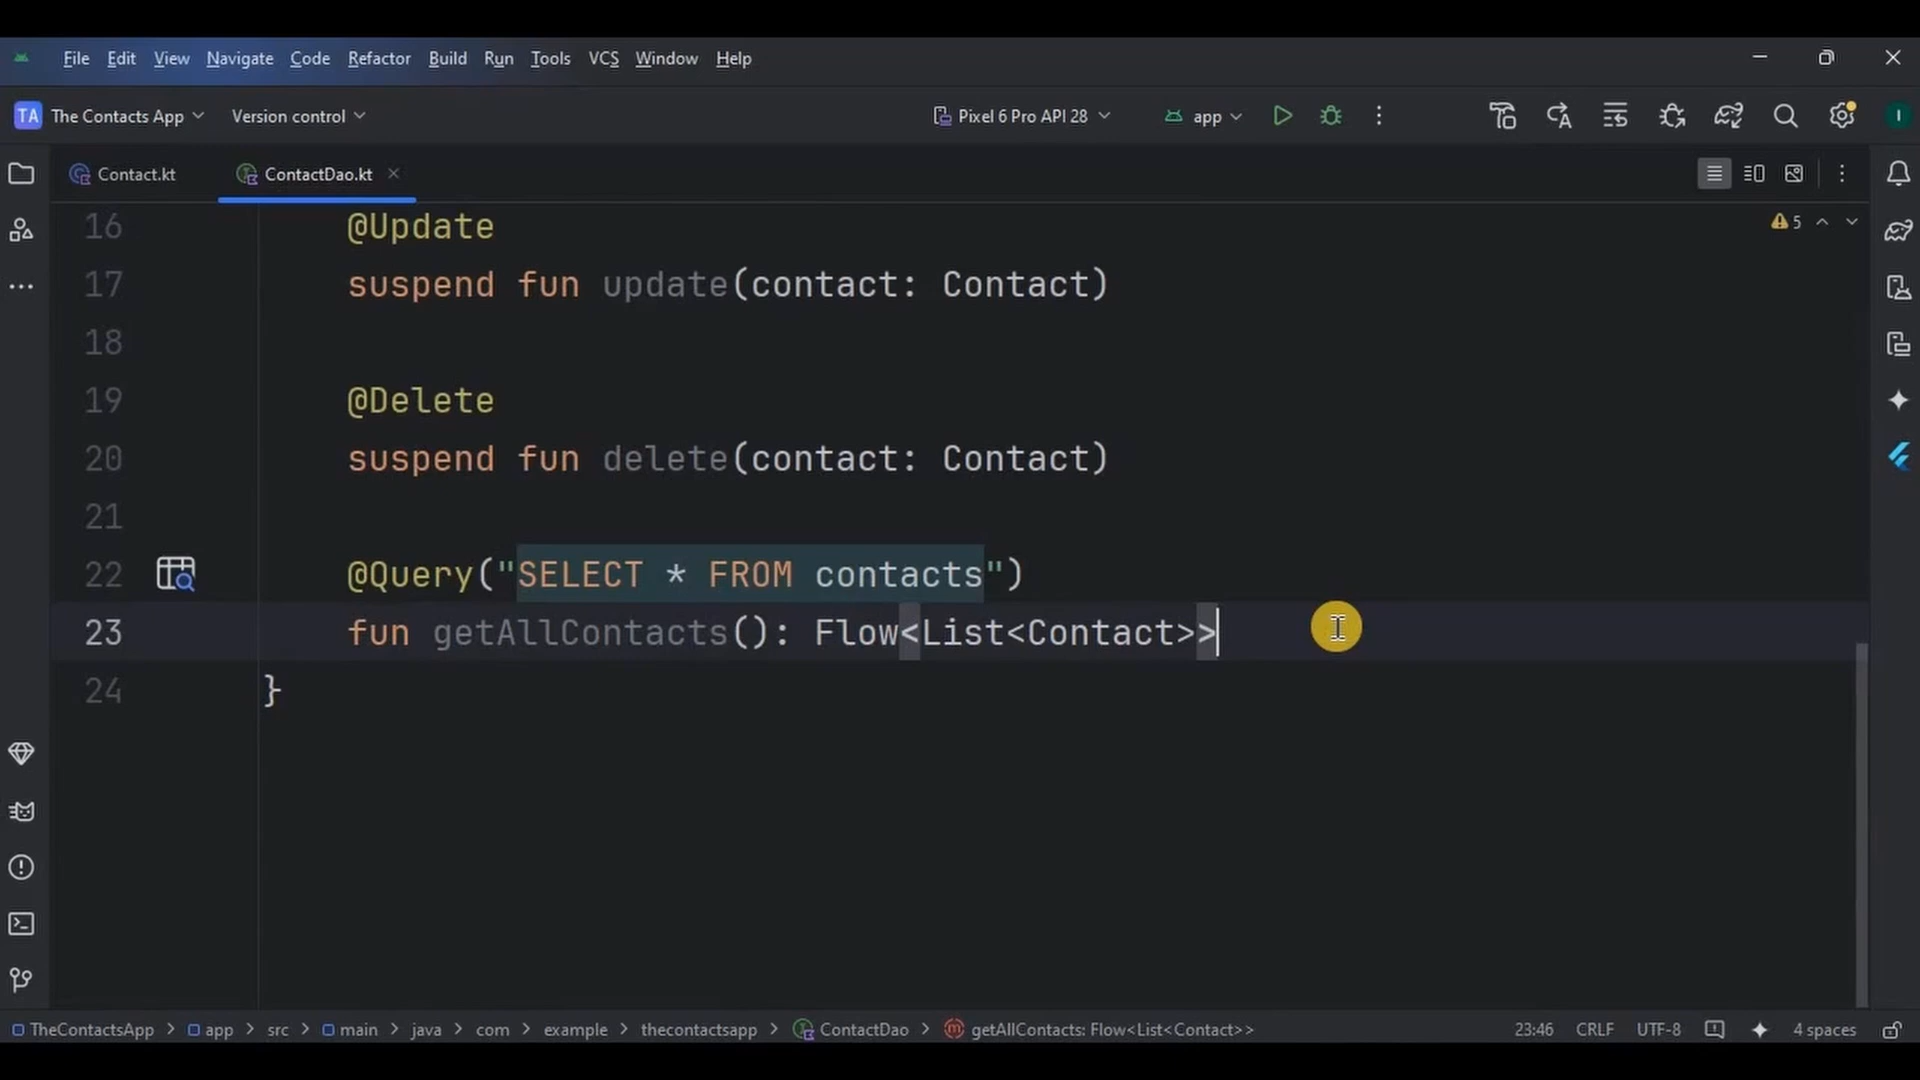 File Edit View Navigate Code Refactor Build Run Tools VCS Window Help
TA The Contacts App Version control Pixel 6 Pro API 28 app I
Contact.kt ContactDao.kt
16 @Update 5
17 suspend fun update(contact: Contact)
18
19 @Delete
20 suspend fun delete(contact: Contact)
21
22 @Query("SELECT * FROM contacts")
23 fun getAllContacts(): Flow<List<Contact>>
24 }
TheContactsApp > app > src > main > java > com > example > thecontactsapp > ContactDao > m getAllContacts: Flow<List<Contact>> 23:46 CRLF UTF-8 4 spaces